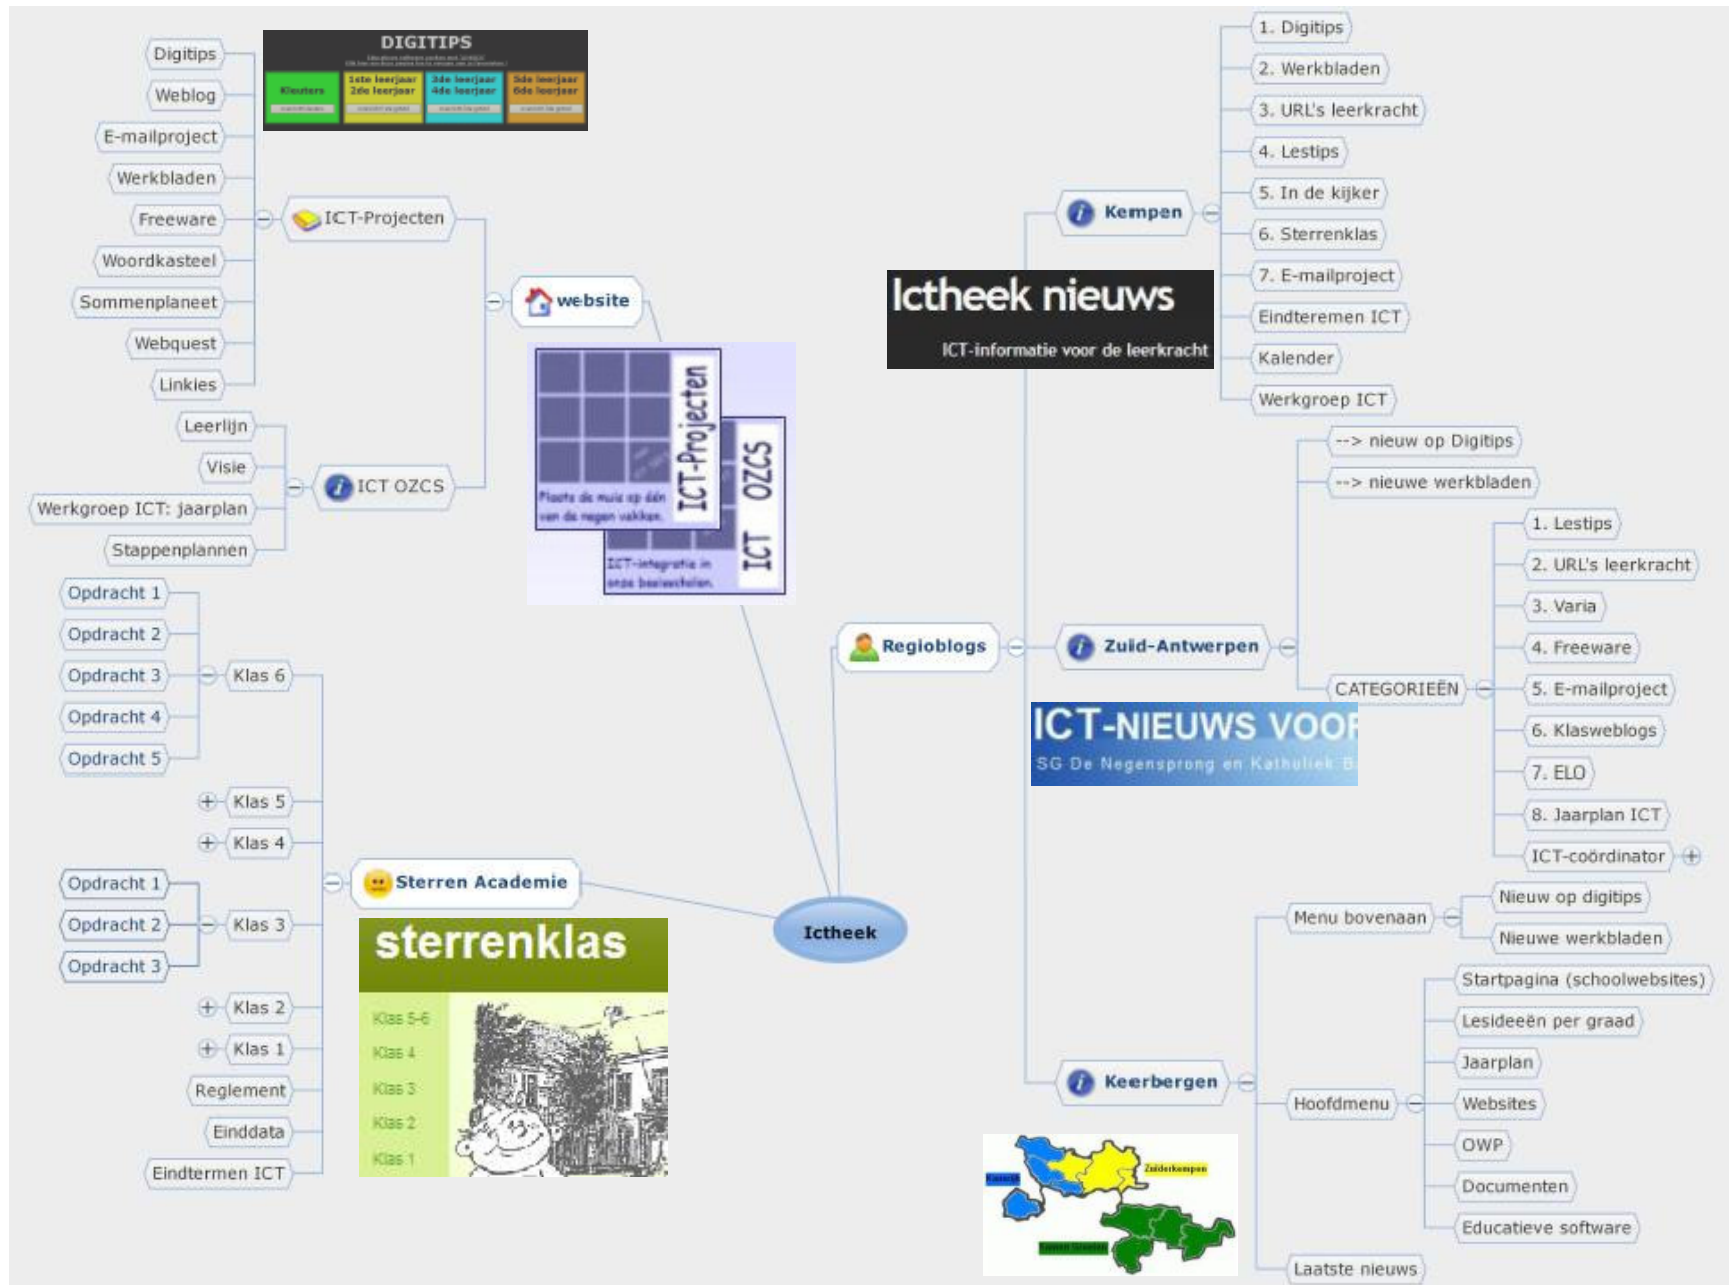 Digitips
Weblog
E-mailproject
Werkbladen
Freeware
Woordkasteel
Sommenplaneet
Webquest
Linkies
ICT-Projecten
DIGITIPS
Kleuters
1ste leerjaar
2de leerjaar
3de leerjaar
4de leerjaar
5de leerjaar
6de leerjaar
website
Leerlijn
Visie
Werkgroep ICT: jaarplan
Stappenplannen
ICT OZCS
ICT-Projecten
Plaats de muis op één
van de negen vakken.
ICT OZCS
ICT-integratie in
onze basisscholen.
Opdracht 1
Opdracht 2
Opdracht 3
Opdracht 4
Opdracht 5
Klas 6
Klas 5
Klas 4
Opdracht 1
Opdracht 2
Opdracht 3
Klas 3
Klas 2
Klas 1
Reglement
Einddata
Eindtermen ICT
Sterren Academie
sterrenklas
Klas 5-6
Klas 4
Klas 3
Klas 2
Klas 1
Ictheek
Regioblogs
Kempen
1. Digitips
2. Werkbladen
3. URL's leerkracht
4. Lestips
5. In de kijker
6. Sterrenklas
7. E-mailproject
Eindteremen ICT
Kalender
Werkgroep ICT
Ictheek nieuws
ICT-informatie voor de leerkracht
Zuid-Antwerpen
--> nieuw op Digitips
--> nieuwe werkbladen
CATEGORIEËN
1. Lestips
2. URL's leerkracht
3. Varia
4. Freeware
5. E-mailproject
6. Klasweblogs
7. ELO
8. Jaarplan ICT
ICT-coördinator
ICT-NIEUWS VOOR
SG De Negensprong en Katholiek B
Keerbergen
Menu bovenaan
Nieuw op digitips
Nieuwe werkbladen
Hoofdmenu
Startpagina (schoolwebsites)
Lesideeën per graad
Jaarplan
Websites
OWP
Documenten
Educatieve software
Laatste nieuws
Zuiderkempen